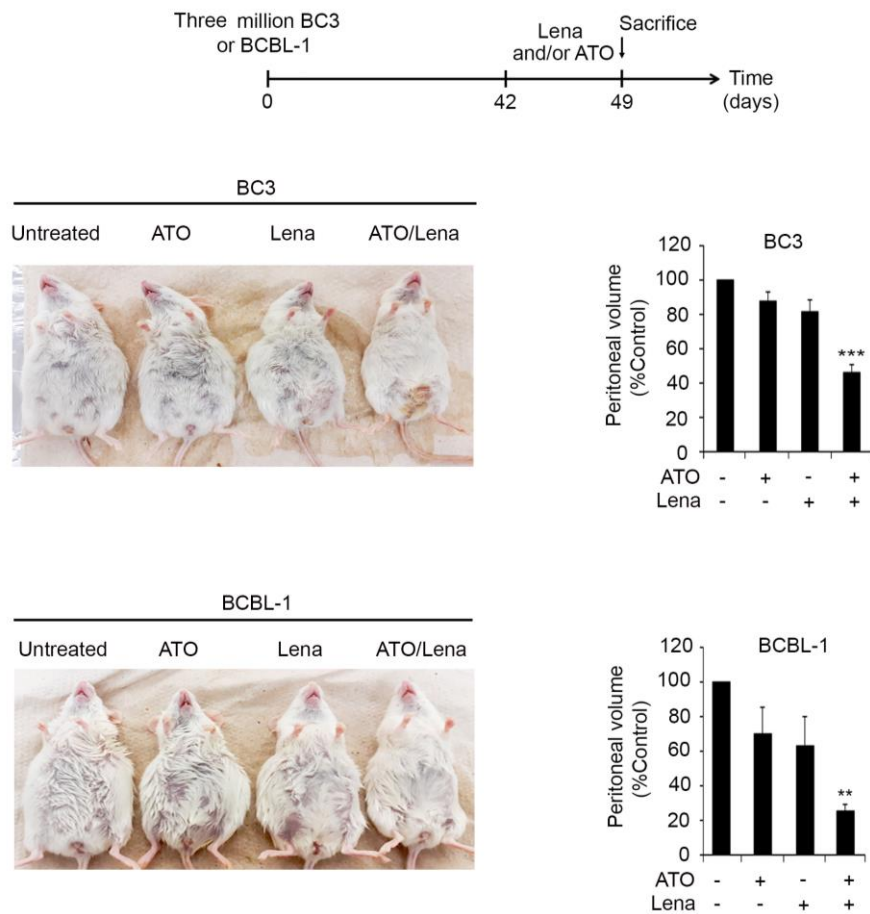 Three million BC3
or BCBL-1
Lena
and/or ATO
Sacrifice
0
42
49
Time
(days)
BC3
Untreated ATO Lena ATO/Lena
BC3
Peritoneal volume
(%Control)
120
100
80
60
40
20
0
***
ATO - + - +
Lena - - + +
BCBL-1
Untreated ATO Lena ATO/Lena
BCBL-1
Peritoneal volume
(%Control)
120
100
80
60
40
20
0
**
ATO - + - +
Lena - - + +